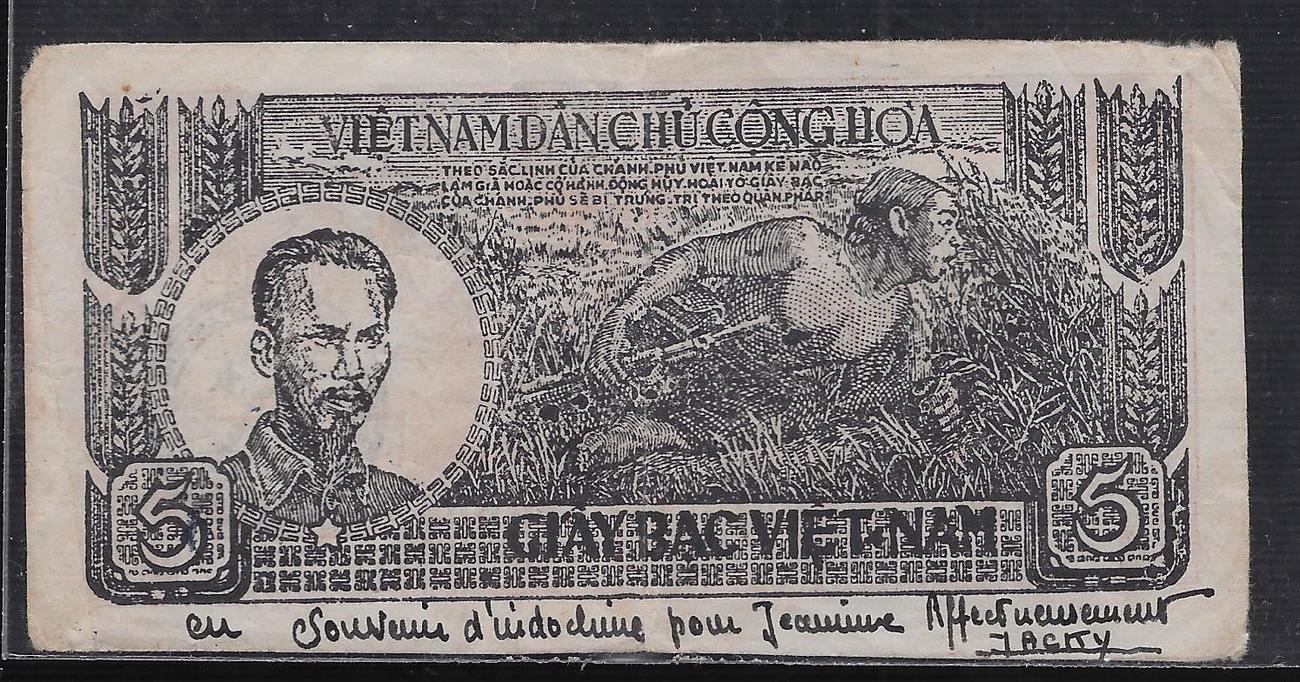 VIỆT NAM DÂN CHỦ CỘNG HÒA
THEO SẮC LỊNH CỦA CHÁNH-PHỦ VIỆT-NAM KẺ NÀO
LÀM GIẢ HOẶC CÓ HÀNH-ĐỘNG HỦY-HOẠI TỜ-GIẤY-BẠC
CỦA CHÁNH-PHỦ SẼ BỊ TRỪNG-TRỊ THEO QUÂN-PHÁP
5 5
GIẤY BẠC VIỆT-NAM
en Souvenir d'indochine pour Jeannine Affectueusement
JACKY